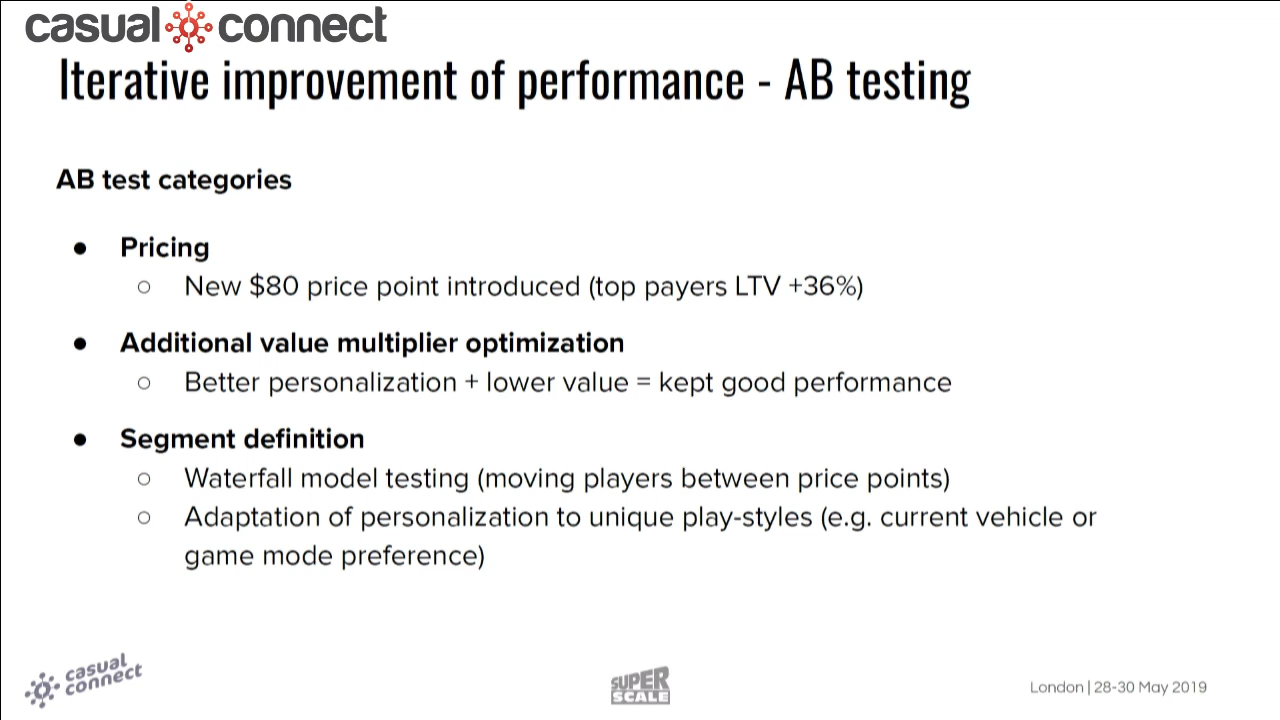 casual connect
Iterative improvement of performance - AB testing
AB test categories
● Pricing
○ New $80 price point introduced (top payers LTV +36%)
● Additional value multiplier optimization
○ Better personalization + lower value = kept good performance
● Segment definition
○ Waterfall model testing (moving players between price points)
○ Adaptation of personalization to unique play-styles (e.g. current vehicle or
game mode preference)
casual
connect
SUPER
SCALE
London | 28-30 May 2019